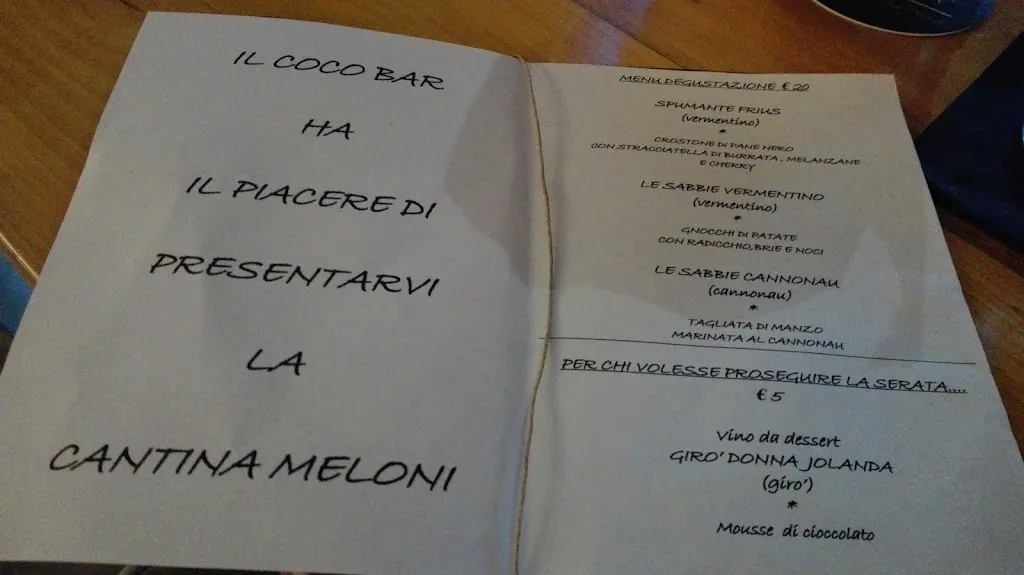 IL COCO BAR
HA
IL PIACERE DI
PRESENTARVI
LA
CANTINA MELONI
MENU DEGUSTAZIONE € 20
SPUMANTE FRIUS
(vermentino)
*
CROSTONE DI PANE NERO
CON STRACCIATELLA DI BURRATA , MELANZANE
E CHERRY
LE SABBIE VERMENTINO
(vermentino)
*
GNOCCHI DI PATATE
CON RADICCHIO,BRIE E NOCI
LE SABBIE CANNONAU
(cannonau)
*
TAGLIATA DI MANZO
MARINATA AL CANNONAU
PER CHI VOLESSE PROSEGUIRE LA SERATA....
€ 5
Vino da dessert
GIRO' DONNA JOLANDA
(giro')
*
Mousse di cioccolato